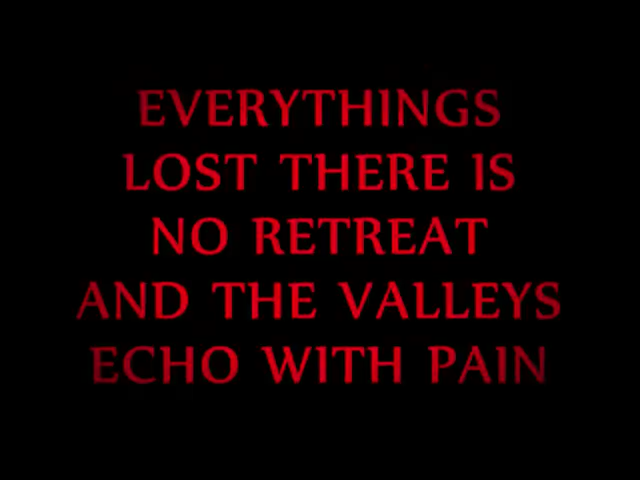 EVERYTHINGS
LOST THERE IS
NO RETREAT
AND THE VALLEYS
ECHO WITH PAIN